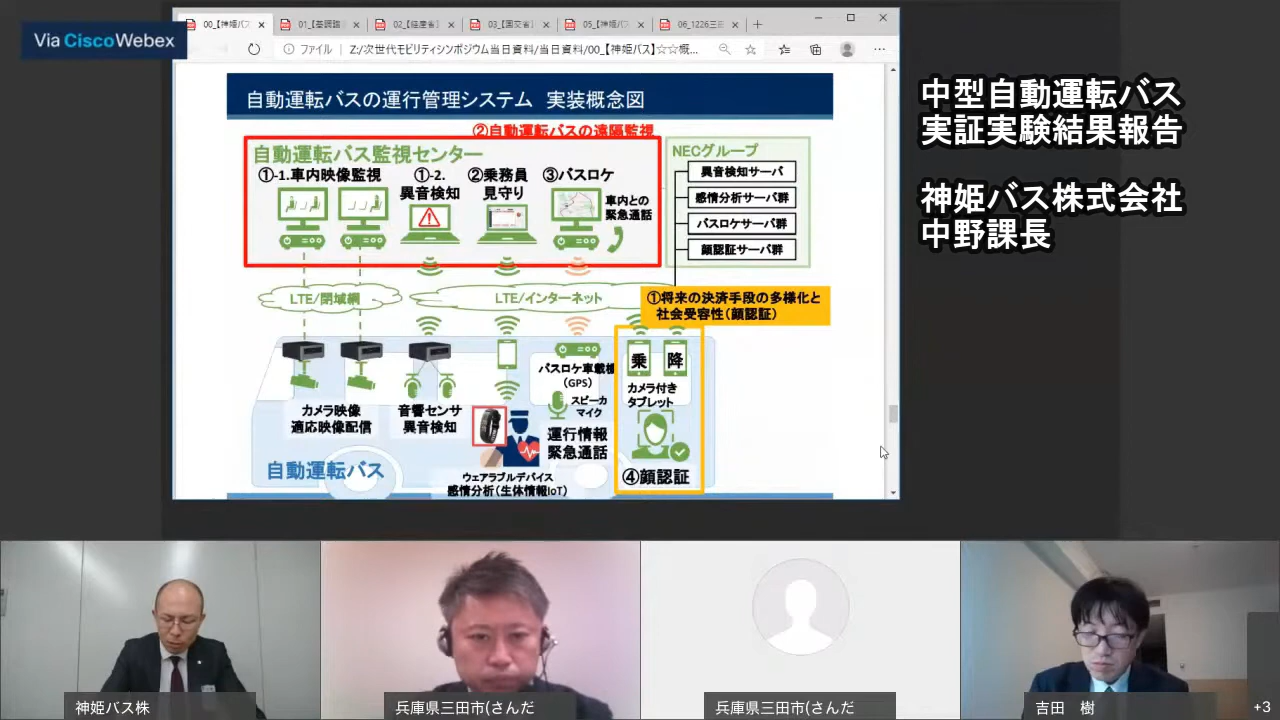 Via Cisco Webex
00_【神姫バス
01_【基調講
02_【経産省】
03_【国交省】
05_【神姫バ
06_1226三田
ファイル Z:/次世代モビリティシンポジウム当日資料/当日資料/00_【神姫バス】☆☆概...
自動運転バスの運行管理システム 実装概念図
②自動運転バスの遠隔監視
自動運転バス監視センター
①-1.車内映像監視
①-2.
異音検知
②乗務員
見守り
③バスロケ
車内との
緊急通話
NECグループ
異音検知サーバ
感情分析サーバ群
バスロケサーバ群
顔認証サーバ群
LTE/閉域網
LTE/インターネット
①将来の決済手段の多様化と
社会受容性(顔認証)
カメラ映像
適応映像配信
音響センサ
異音検知
バスロケ車載機
(GPS)
スピーカ
マイク
運行情報
緊急通話
乗
降
カメラ付き
タブレット
④顔認証
自動運転バス
ウェアラブルデバイス
感情分析(生体情報IoT)
中型自動運転バス
実証実験結果報告
神姫バス株式会社
中野課長
神姫バス株
兵庫県三田市(さんだ
兵庫県三田市(さんだ
吉田 樹
+3